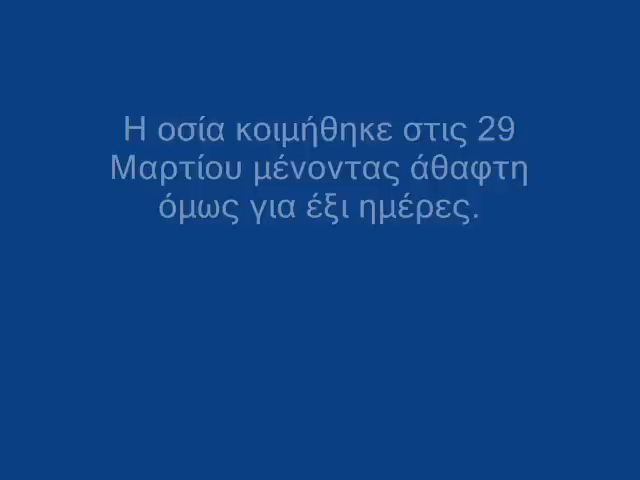 Η οσία κοιμήθηκε στις 29
Μαρτίου μένοντας άθαφτη
όμως για έξι ημέρες.